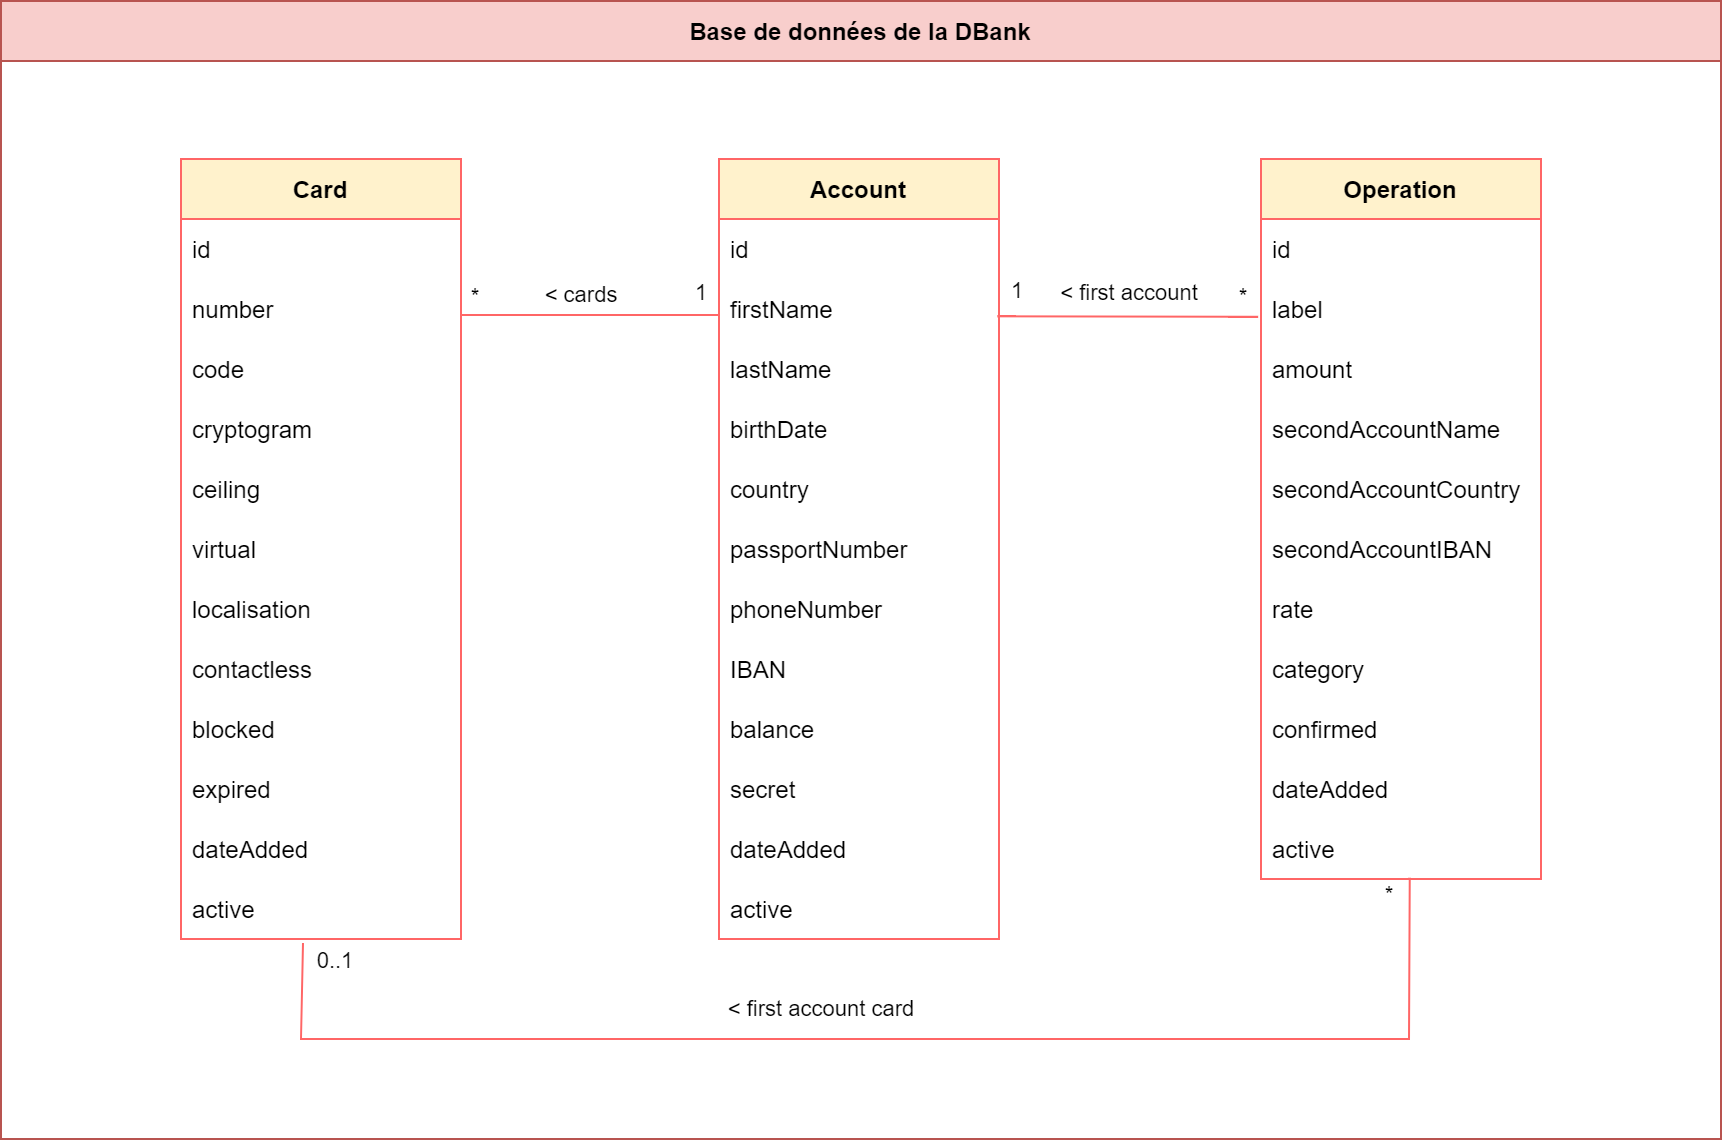 Base de données de la DBank
Card
id
number
code
cryptogram
ceiling
virtual
localisation
contactless
blocked
expired
dateAdded
active
* < cards 1
Account
id
firstName
lastName
birthDate
country
passportNumber
phoneNumber
IBAN
balance
secret
dateAdded
active
1 < first account *
Operation
id
label
amount
secondAccountName
secondAccountCountry
secondAccountIBAN
rate
category
confirmed
dateAdded
active
*
0..1
< first account card